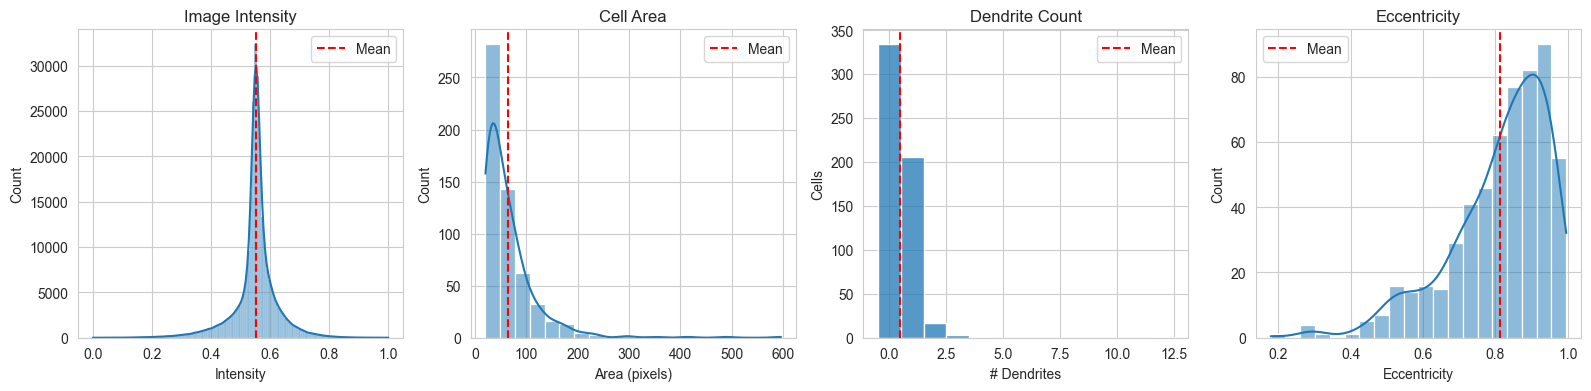 Image Intensity
Mean
30000
25000
20000
15000
10000
5000
0
Count
0.0 0.2 0.4 0.6 0.8 1.0
Intensity
Cell Area
Mean
250
200
150
100
50
0
Count
0 100 200 300 400 500 600
Area (pixels)
Dendrite Count
Mean
350
300
250
200
150
100
50
0
Cells
0.0 2.5 5.0 7.5 10.0 12.5
# Dendrites
Eccentricity
Mean
80
60
40
20
0
Count
0.2 0.4 0.6 0.8 1.0
Eccentricity